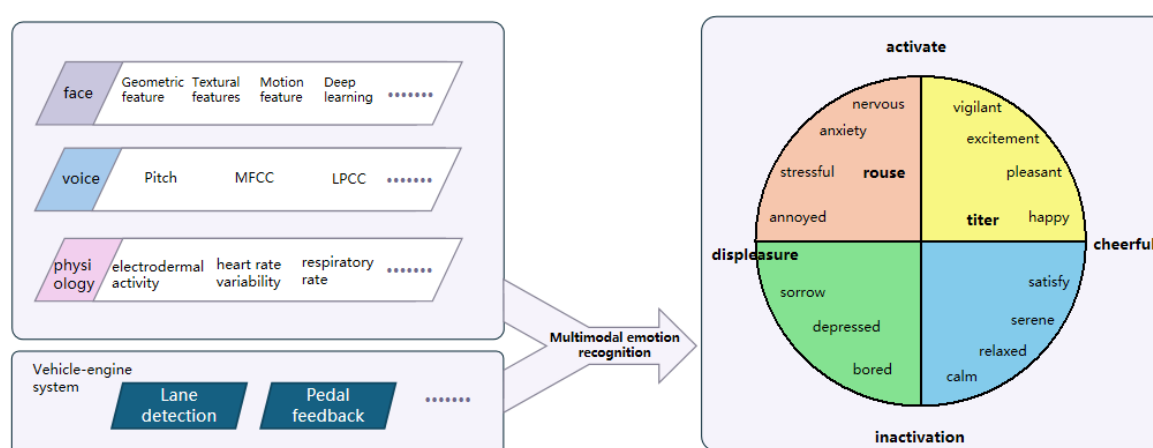 face
Geometric
feature
Textural
features
Motion
feature
Deep
learning
.......
voice
Pitch
MFCC
LPCC
.......
physi
ology
electrodermal
activity
heart rate
variability
respiratory
rate
.......
Vehicle-engine
system
Lane
detection
Pedal
feedback
.......
Multimodal emotion
recognition
activate
nervous
anxiety
stressful
rouse
annoyed
vigilant
excitement
pleasant
titer
happy
displeasure
cheerful
sorrow
depressed
bored
satisfy
serene
relaxed
calm
inactivation